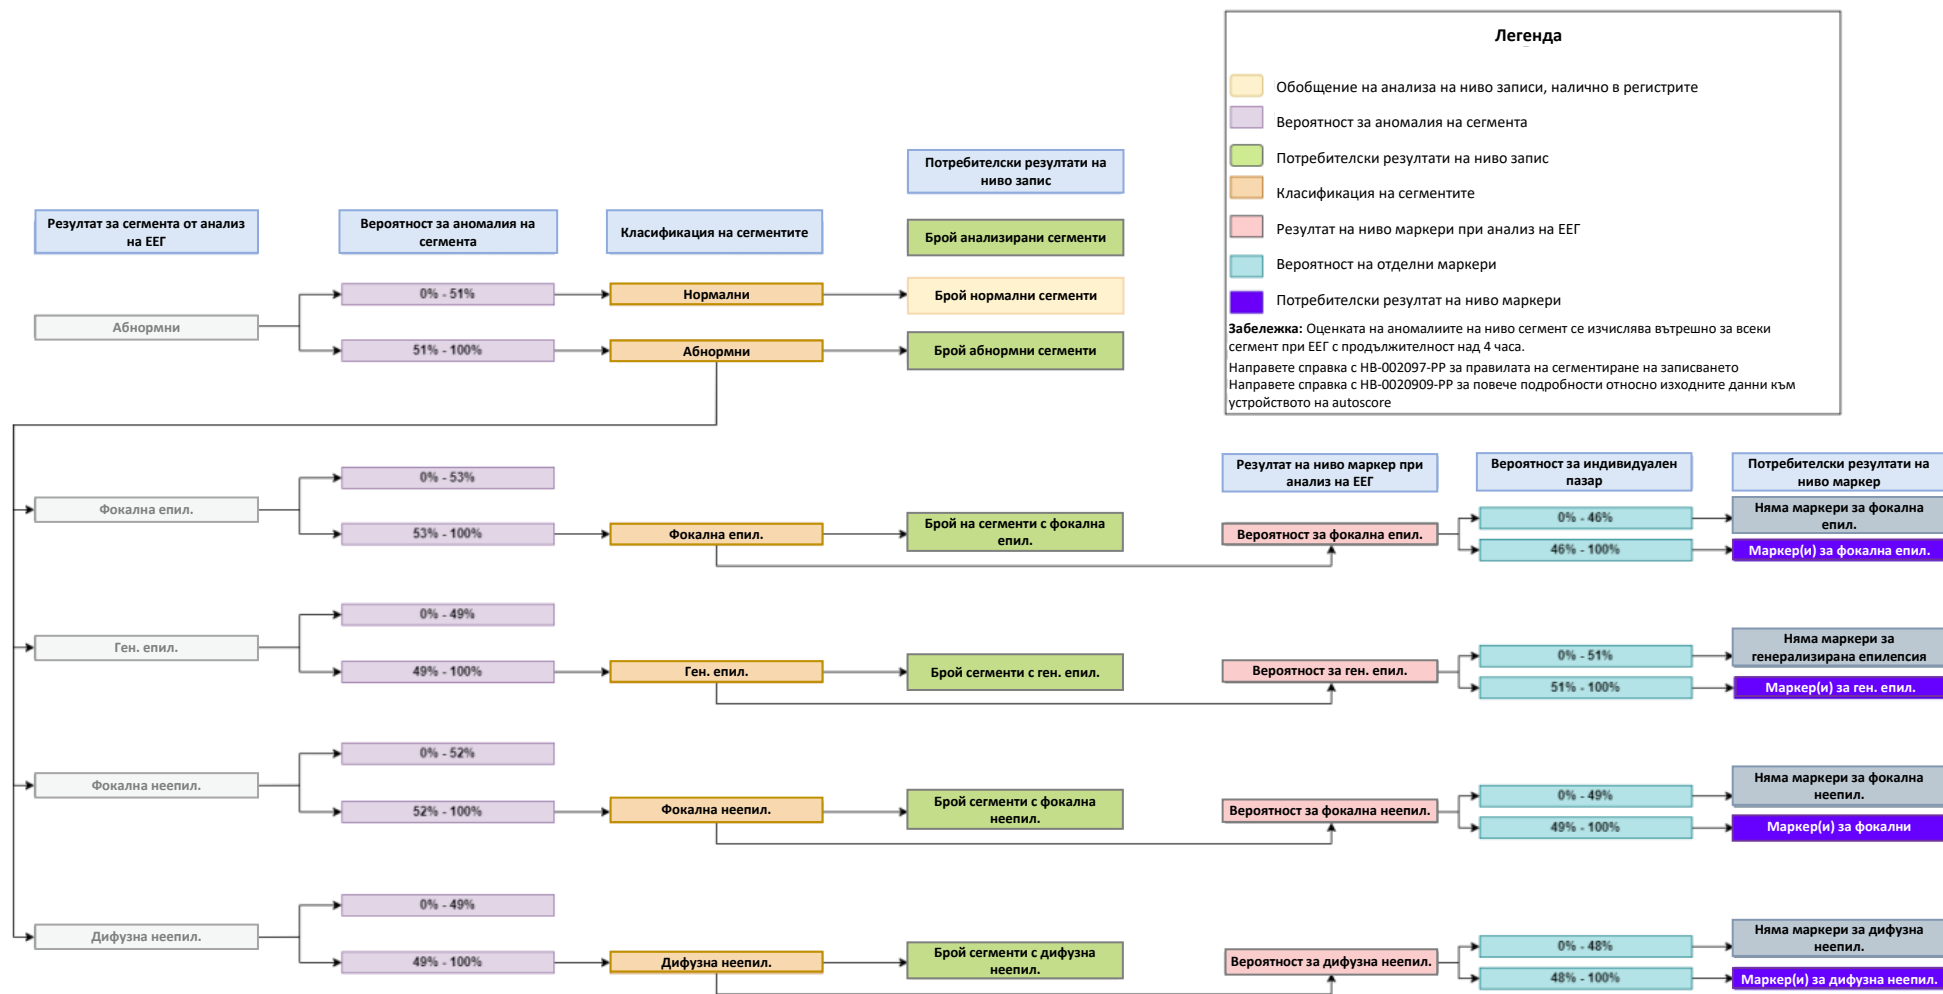 Легенда
Обобщение на анализа на ниво записи, налично в регистрите
Вероятност за аномалия на сегмента
Потребителски резултати на ниво запис
Класификация на сегментите
Резултат на ниво маркери при анализ на ЕЕГ
Вероятност на отделни маркери
Потребителски резултат на ниво маркери
Забележка: Оценката на аномалиите на ниво сегмент се изчислява вътрешно за всеки
сегмент при ЕЕГ с продължителност над 4 часа.
Направете справка с HB-002097-PP за правилата на сегментиране на записването
Направете справка с HB-0020909-PP за повече подробности относно изходните данни към
устройството на autoscore
Резултат за сегмента от анализ
на ЕЕГ
Вероятност за аномалия на
сегмента
Класификация на сегментите
Потребителски резултати на
ниво запис
Брой анализирани сегменти
Абнормни
0% - 51%
Нормални
Брой нормални сегменти
51% - 100%
Абнормни
Брой абнормни сегменти
Резултат на ниво маркер при
анализ на ЕЕГ
Вероятност за индивидуален
пазар
Потребителски резултати на
ниво маркер
Фокална епил.
0% - 53%
53% - 100%
Фокална епил.
Брой на сегменти с фокална
епил.
Вероятност за фокална епил.
0% - 46%
Няма маркери за фокална
епил.
46% - 100%
Маркер(и) за фокална епил.
Ген. епил.
0% - 49%
49% - 100%
Ген. епил.
Брой сегменти с ген. епил.
Вероятност за ген. епил.
0% - 51%
Няма маркери за
генерализирана епилепсия
51% - 100%
Маркер(и) за ген. епил.
Фокална неепил.
0% - 52%
52% - 100%
Фокална неепил.
Брой сегменти с фокална
неепил.
Вероятност за фокална неепил.
0% - 49%
Няма маркери за фокална
неепил.
49% - 100%
Маркер(и) за фокални
Дифузна неепил.
0% - 49%
49% - 100%
Дифузна неепил.
Брой сегменти с дифузна
неепил.
Вероятност за дифузна неепил.
0% - 48%
Няма маркери за дифузна
неепил.
48% - 100%
Маркер(и) за дифузна неепил.